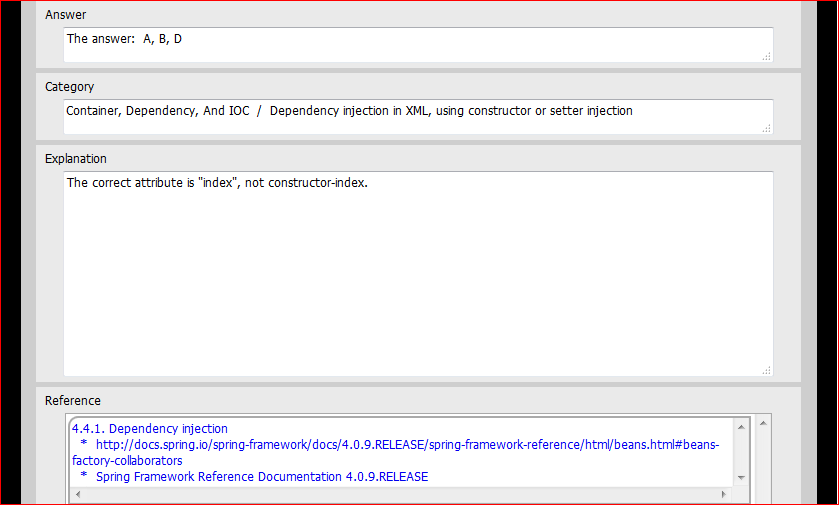 Answer
The answer:  A, B, D
Category
Container, Dependency, And IOC  /  Dependency injection in XML, using constructor or setter injection
Explanation
The correct attribute is "index", not constructor-index.
Reference
4.4.1. Dependency injection
*  http://docs.spring.io/spring-framework/docs/4.0.9.RELEASE/spring-framework-reference/html/beans.html#beans-
factory-collaborators
*  Spring Framework Reference Documentation 4.0.9.RELEASE